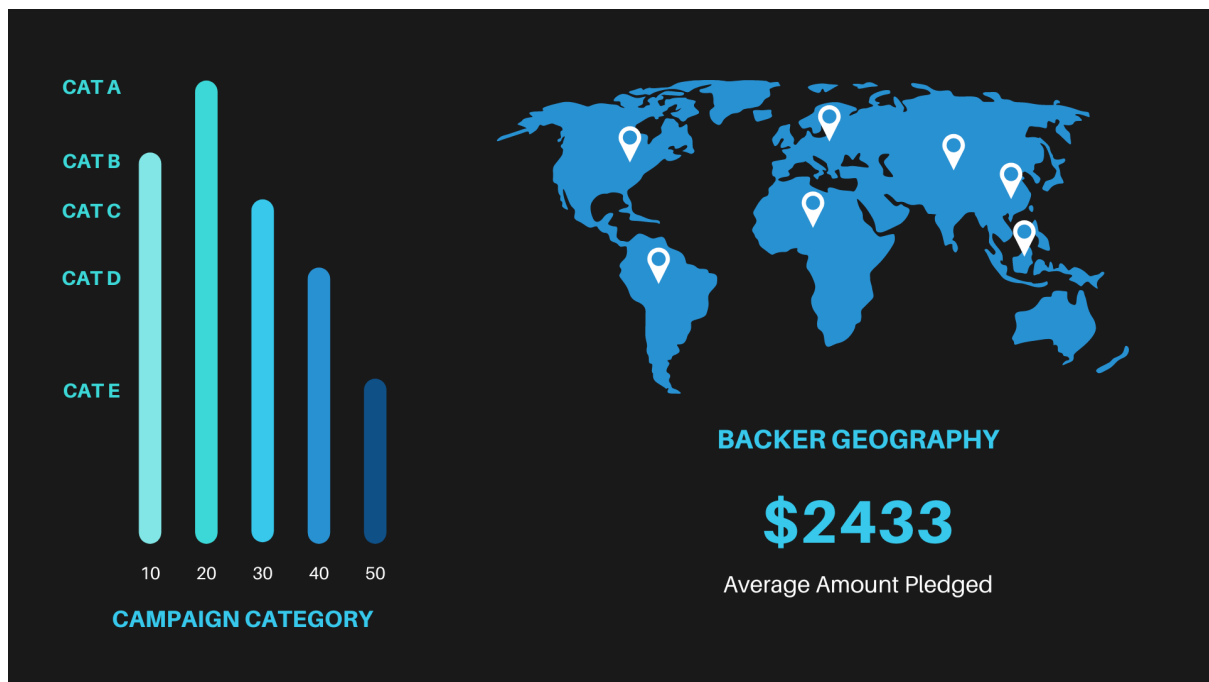 CAT A
CAT B
CAT C
CAT D
CAT E
10 20 30 40 50
CAMPAIGN CATEGORY
BACKER GEOGRAPHY
$2433
Average Amount Pledged